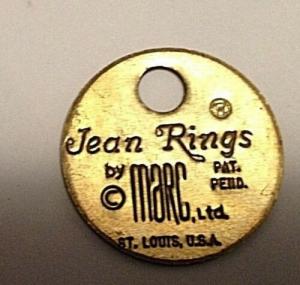 Jean Rings
by PAT.
© MARC, Ltd. PEND.
ST. LOUIS, U.S.A.